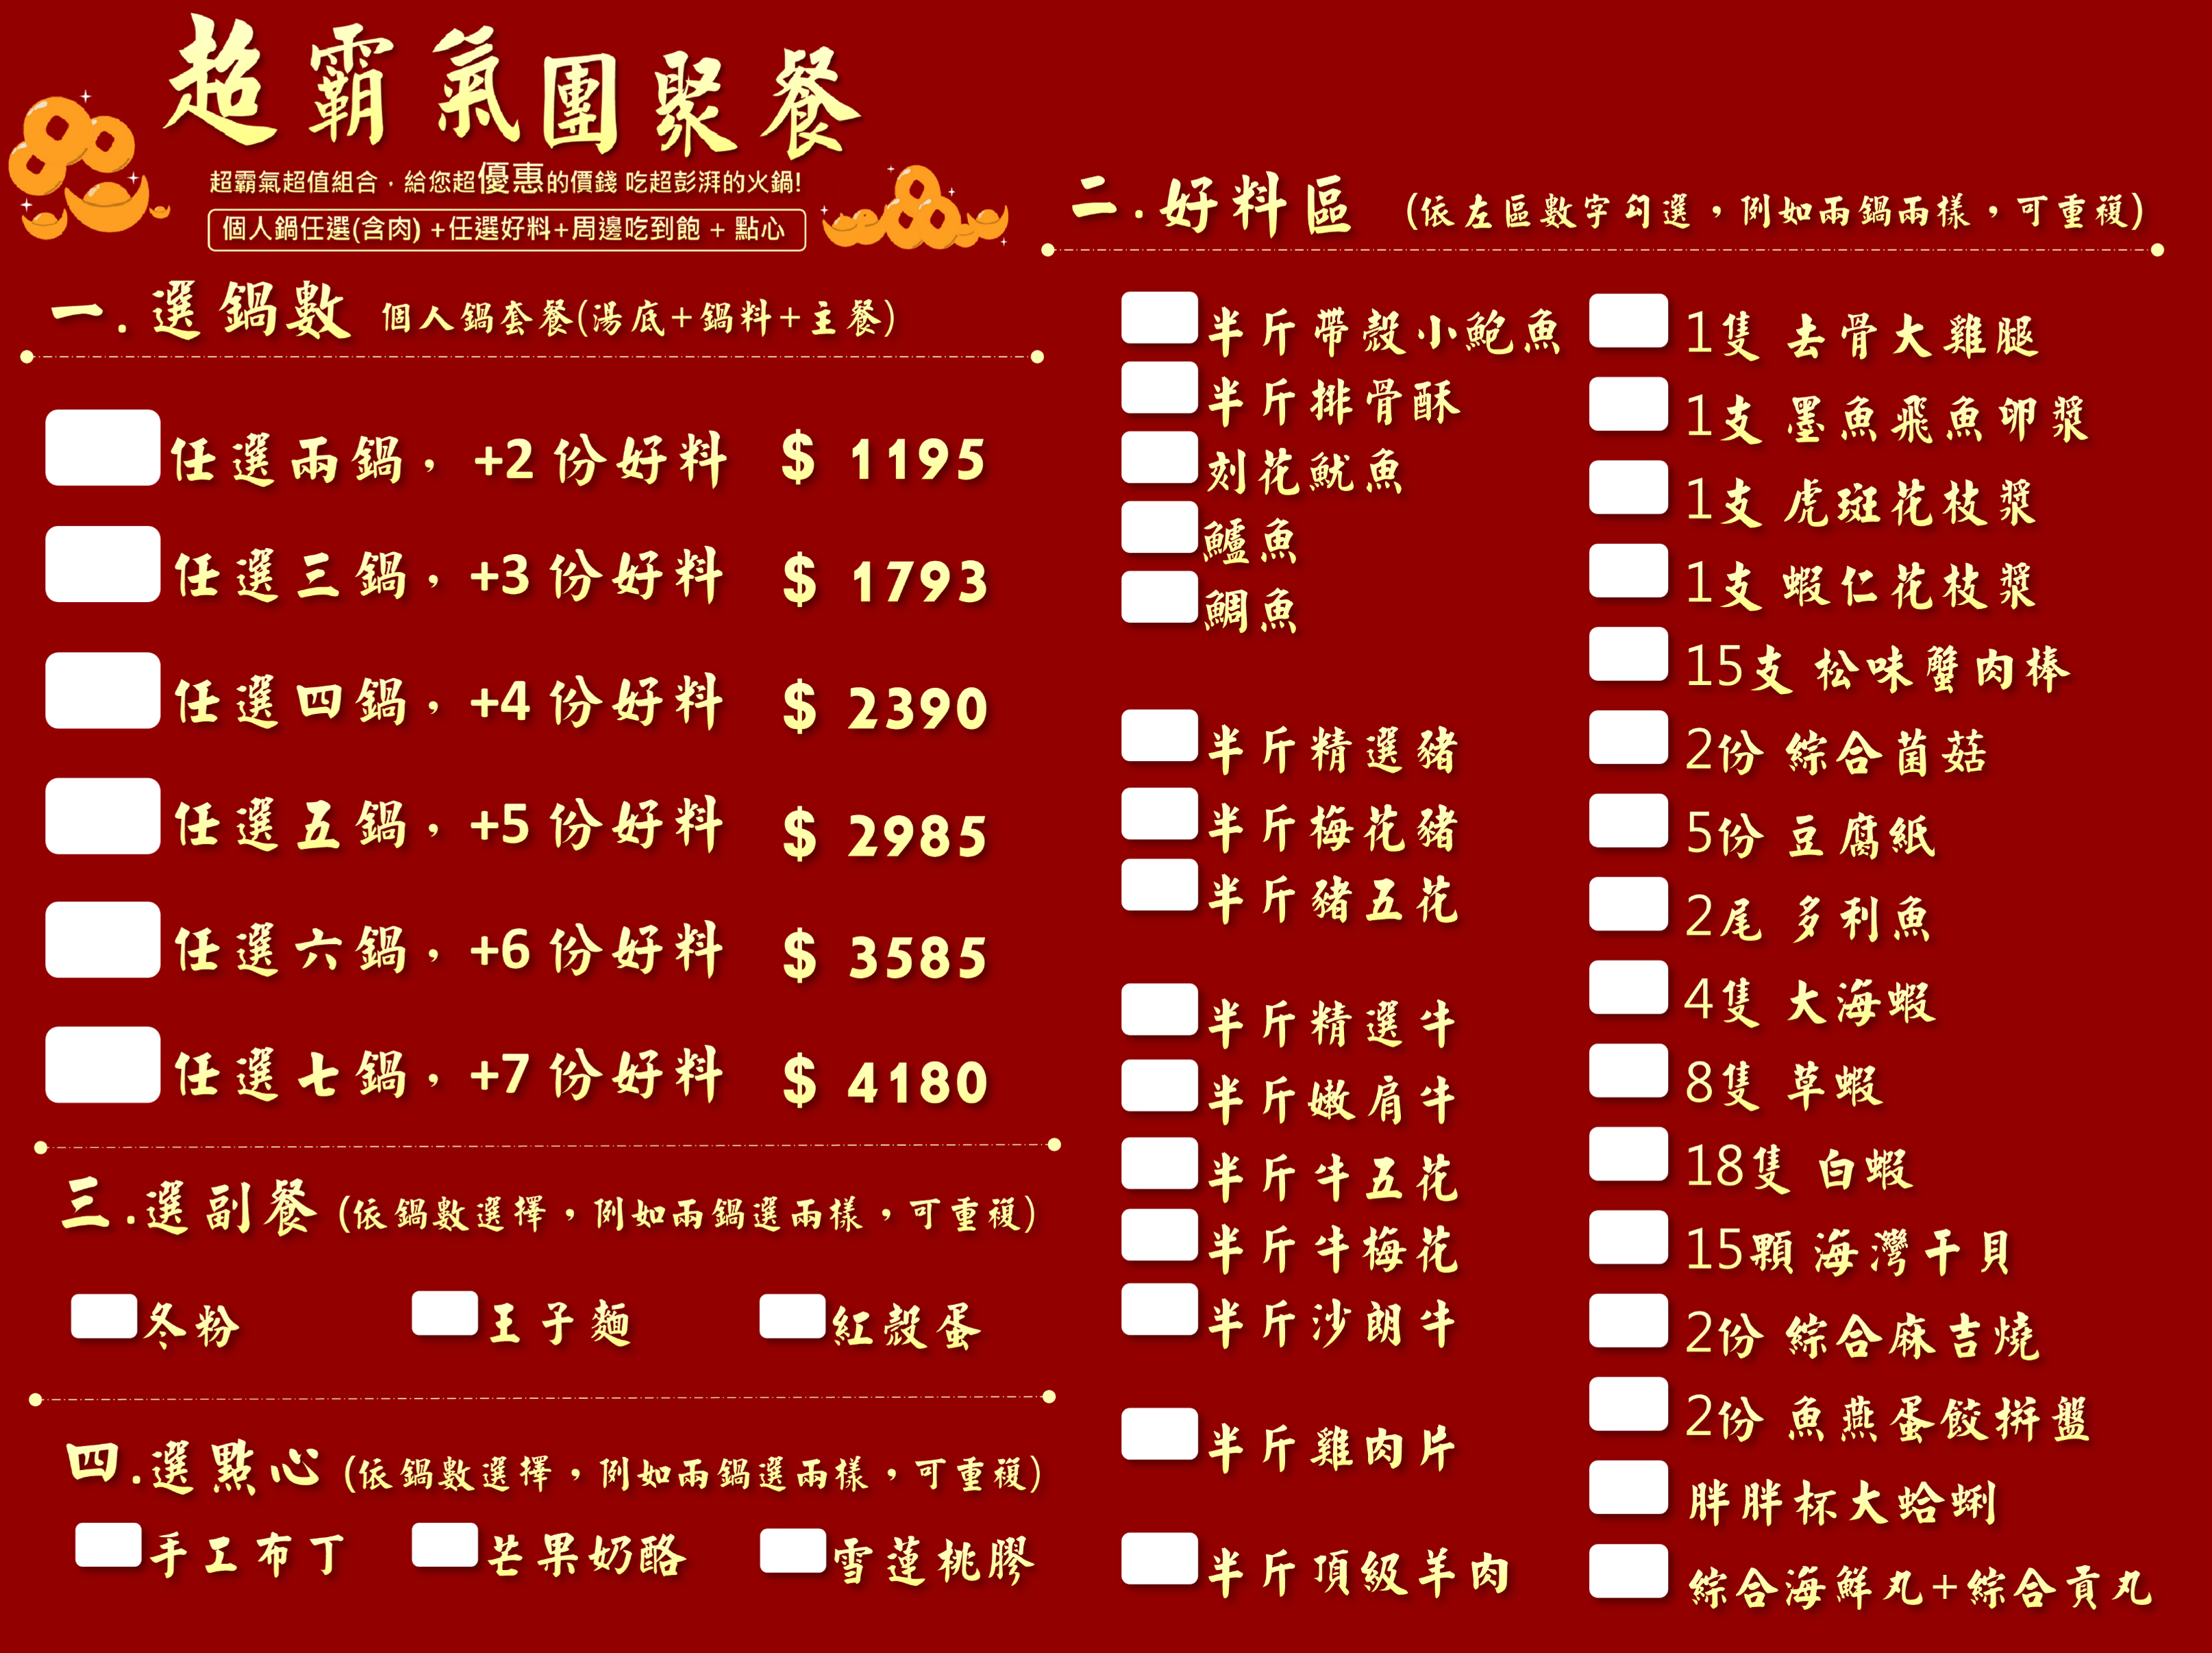 超霸氣團聚餐
超霸氣超值組合，給您超優惠的價錢 吃超彭湃的火鍋!
個人鍋任選(含肉) +任選好料+周邊吃到飽 + 點心
一.選鍋數 個人鍋套餐(湯底+鍋料+主餐)
任選兩鍋，+2 份好料 $ 1195
任選三鍋，+3 份好料 $ 1793
任選四鍋，+4 份好料 $ 2390
任選五鍋，+5 份好料 $ 2985
任選六鍋，+6 份好料 $ 3585
任選七鍋，+7 份好料 $ 4180
二.好料區 (依左區數字勾選，例如兩鍋兩樣，可重複)
半斤帶殼小鮑魚
半斤排骨酥
刻花魷魚
鱸魚
鯛魚
半斤精選豬
半斤梅花豬
半斤豬五花
半斤精選牛
半斤嫩肩牛
半斤牛五花
半斤牛梅花
半斤沙朗牛
半斤雞肉片
半斤頂級羊肉
1隻 去骨大雞腿
1支 墨魚飛魚卵漿
1支 虎斑花枝漿
1支 蝦仁花枝漿
15支 松味蟹肉棒
2份 綜合菌菇
5份 豆腐紙
2尾 多利魚
4隻 大海蝦
8隻 草蝦
18隻 白蝦
15顆 海灣干貝
2份 綜合麻吉燒
2份 魚燕蛋餃拼盤
胖胖杯大蛤蜊
綜合海鮮丸+綜合貢丸
三.選副餐 (依鍋數選擇，例如兩鍋選兩樣，可重複)
冬粉 王子麵 紅殼蛋
四.選點心 (依鍋數選擇，例如兩鍋選兩樣，可重複)
手工布丁 芒果奶酪 雪蓮桃膠